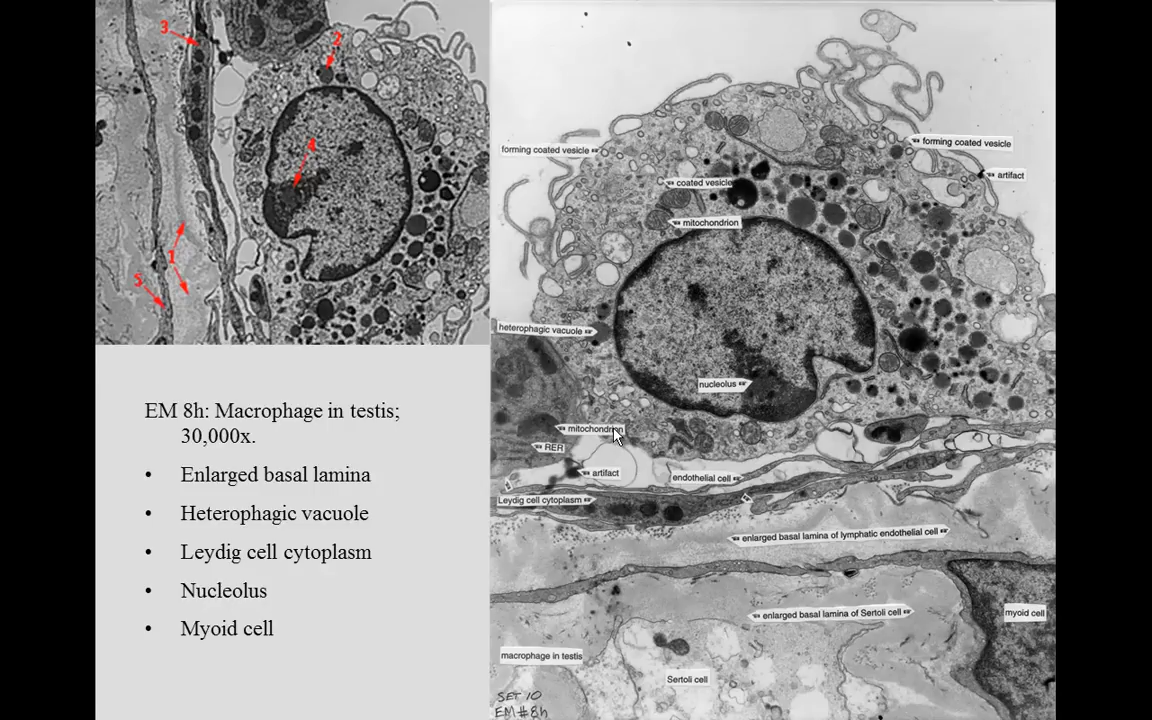 3
2
4
1
5
EM 8h: Macrophage in testis;
30,000x.
• Enlarged basal lamina
• Heterophagic vacuole
• Leydig cell cytoplasm
• Nucleolus
• Myoid cell
forming coated vesicle
forming coated vesicle
artifact
coated vesicle
mitochondrion
heterophagic vacuole
nucleolus
mitochondrion
RER
artifact
endothelial cell
Leydig cell cytoplasm
enlarged basal lamina of lymphatic endothelial cell
enlarged basal lamina of Sertoli cell
myoid cell
macrophage in testis
Sertoli cell
SET 10
EM#8h